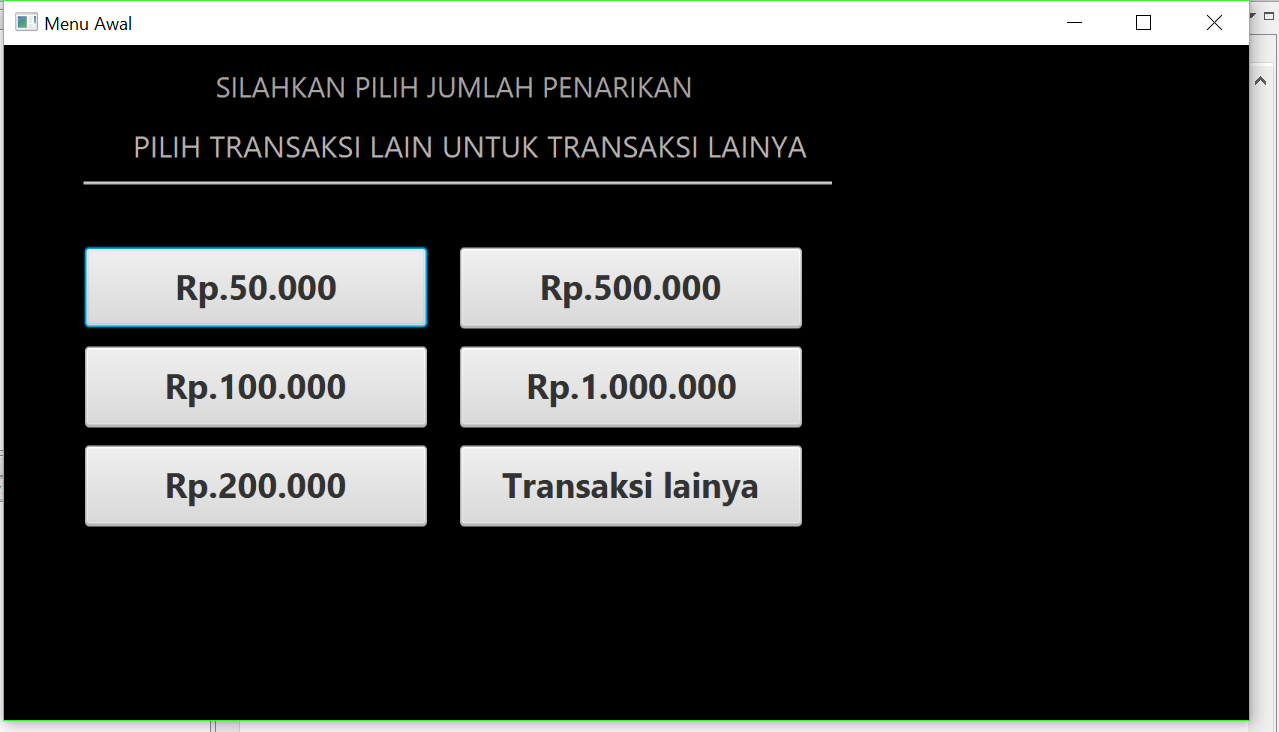 Menu Awal
SILAHKAN PILIH JUMLAH PENARIKAN
PILIH TRANSAKSI LAIN UNTUK TRANSAKSI LAINYA
Rp.50.000
Rp.500.000
Rp.100.000
Rp.1.000.000
Rp.200.000
Transaksi lainya